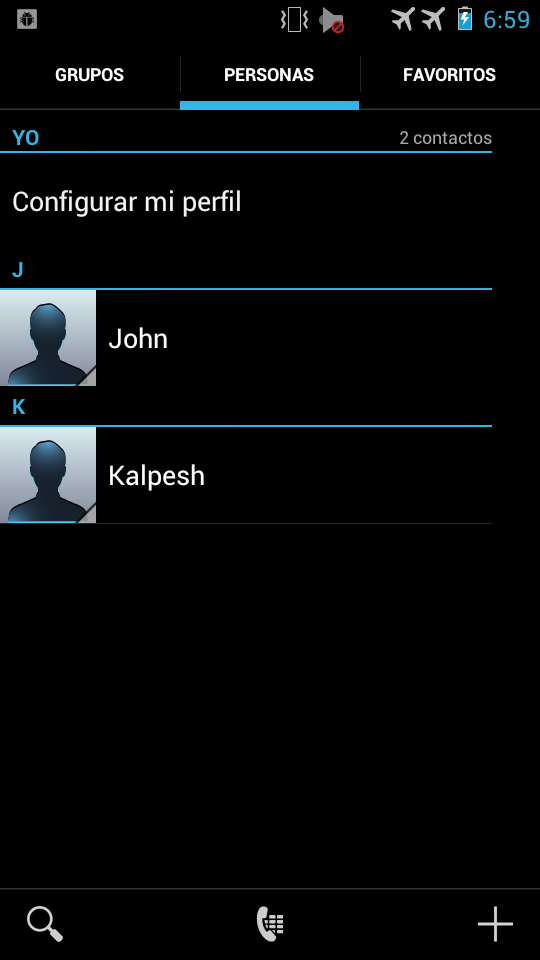 6:59
GRUPOS PERSONAS FAVORITOS
YO 2 contactos
Configurar mi perfil
J
John
K
Kalpesh